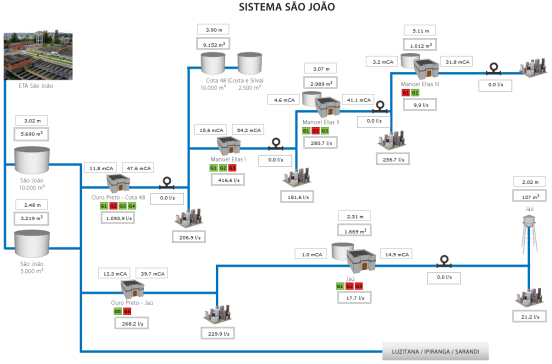 SISTEMA SÃO JOÃO
ETA São João
3.90 m
9.152 m³
Cota 48 (Costa e Silva)
10.000 m³ 2.500 m³
3.07 m
2.989 m³
4.6 mCA
41.1 mCA
Manoel Elias II
G1 G2 G3
280.7 l/s
0.0 l/s
5.11 m
1.012 m³
3.2 mCA
31.8 mCA
Manoel Elias III
G1 G2
9.9 l/s
0.0 l/s
256.7 l/s
3.02 m
5.690 m³
São João
10.000 m³
15.6 mCA
54.2 mCA
Manoel Elias I
G1 G2 G3
416.6 l/s
0.0 l/s
181.6 l/s
11.8 mCA
47.6 mCA
Ouro Preto - Cota 48
G1 G2 G3 G4
1.093,9 l/s
0.0 l/s
206.9 l/s
2.48 m
3.219 m³
São João
5.000 m³
2.02 m
107 m³
Jaú
2.31 m
1.669 m³
1.0 mCA
14.9 mCA
Jaú
G1 G2 G3
17.7 l/s
0.0 l/s
21.2 l/s
12.3 mCA
39.7 mCA
Ouro Preto - Jaú
G5 G6
268.2 l/s
229.9 l/s
LUZITANA / IPIRANGA / SARANDI